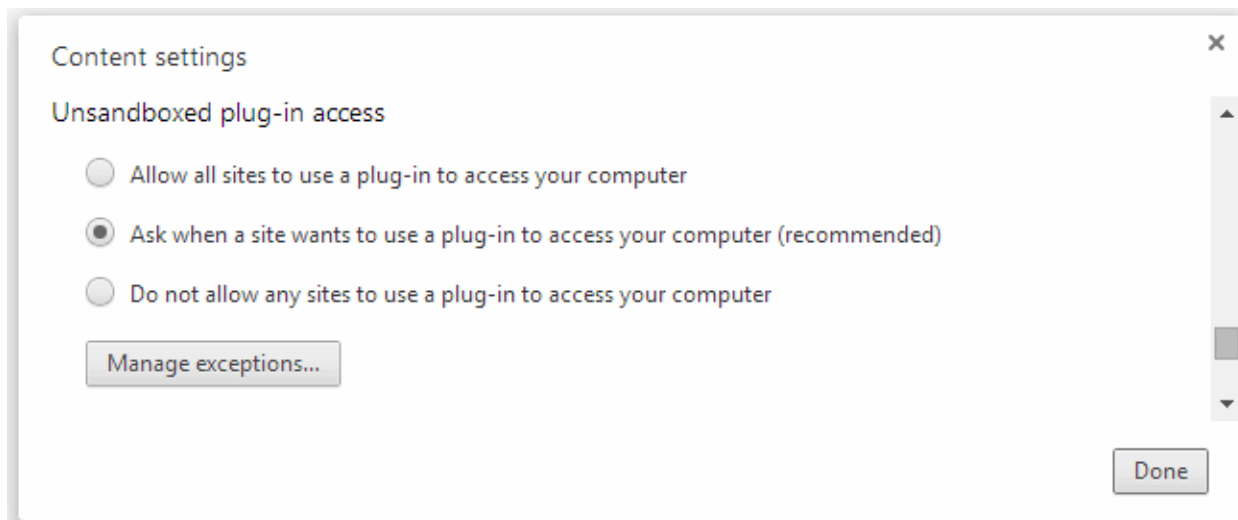 Content settings
Unsandboxed plug-in access
Allow all sites to use a plug-in to access your computer
Ask when a site wants to use a plug-in to access your computer (recommended)
Do not allow any sites to use a plug-in to access your computer
Manage exceptions...
Done